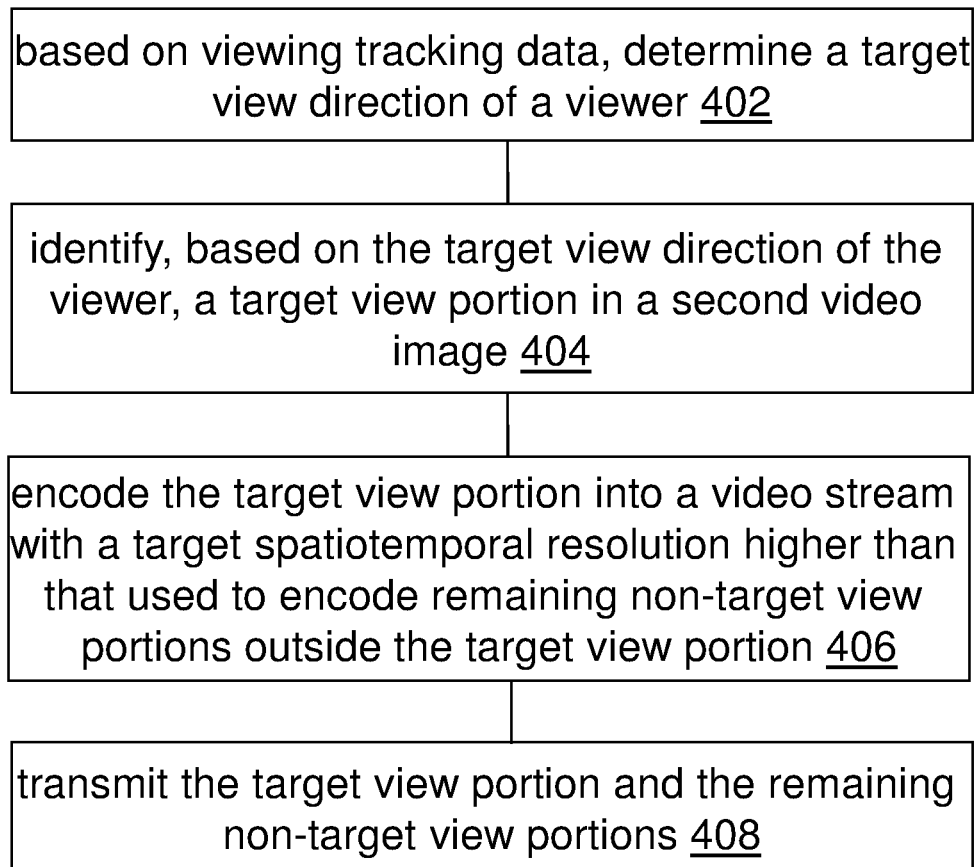 based on viewing tracking data, determine a target
view direction of a viewer 402
identify, based on the target view direction of the
viewer, a target view portion in a second video
image 404
encode the target view portion into a video stream
with a target spatiotemporal resolution higher than
that used to encode remaining non-target view
portions outside the target view portion 406
transmit the target view portion and the remaining
non-target view portions 408